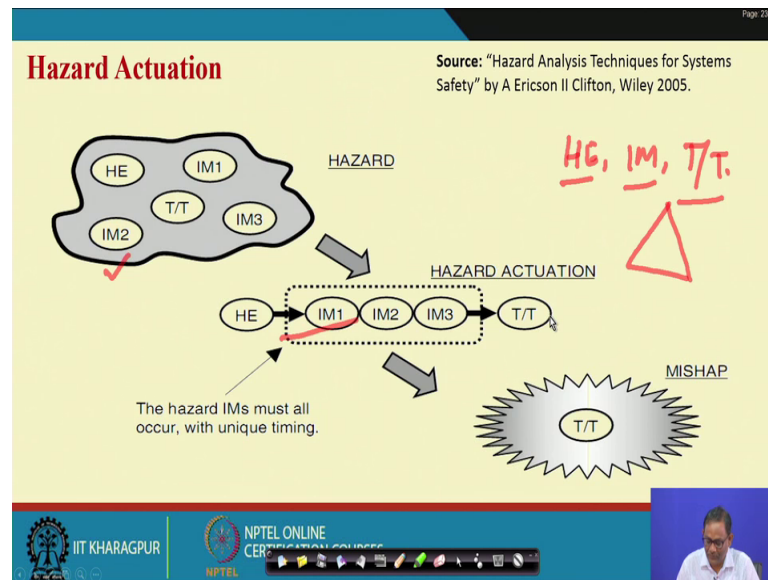 Page: 23
Hazard Actuation
Source: "Hazard Analysis Techniques for Systems
Safety" by A Ericson II Clifton, Wiley 2005.
HE, IM, T/T.
HAZARD
HE
IM1
T/T
IM2
IM3
HAZARD ACTUATION
HE
IM1
IM2
IM3
T/T
The hazard IMs must all
occur, with unique timing.
MISHAP
T/T
IIT KHARAGPUR
NPTEL
NPTEL ONLINE
CERTIFICATION COURSES